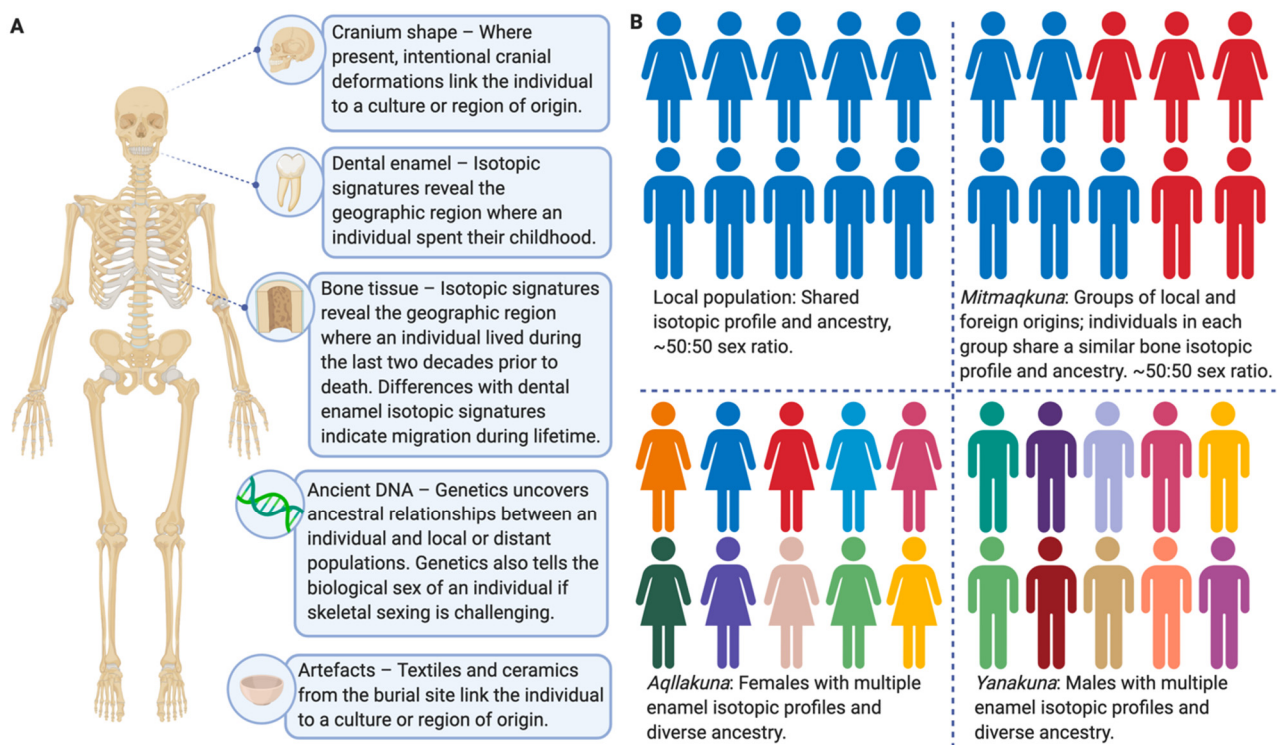 A
Cranium shape – Where
present, intentional cranial
deformations link the individual
to a culture or region of origin.
Dental enamel – Isotopic
signatures reveal the
geographic region where an
individual spent their childhood.
Bone tissue – Isotopic signatures
reveal the geographic region
where an individual lived during
the last two decades prior to
death. Differences with dental
enamel isotopic signatures
indicate migration during lifetime.
Ancient DNA – Genetics uncovers
ancestral relationships between an
individual and local or distant
populations. Genetics also tells the
biological sex of an individual if
skeletal sexing is challenging.
Artefacts – Textiles and ceramics
from the burial site link the individual
to a culture or region of origin.
B
Local population: Shared
isotopic profile and ancestry,
~50:50 sex ratio.
Mitmaqkuna: Groups of local and
foreign origins; individuals in each
group share a similar bone isotopic
profile and ancestry. ~50:50 sex ratio.
Aqllakuna: Females with multiple
enamel isotopic profiles and
diverse ancestry.
Yanakuna: Males with multiple
enamel isotopic profiles and
diverse ancestry.